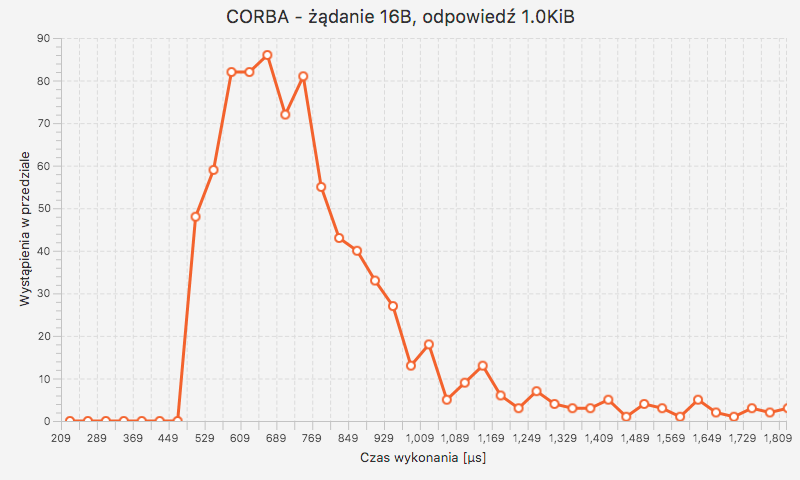 CORBA - żądanie 16B, odpowiedź 1.0KiB
90
80
70
60
50
40
30
20
10
0
Wystąpienia w przedziale
209 289 369 449 529 609 689 769 849 929 1,009 1,089 1,169 1,249 1,329 1,409 1,489 1,569 1,649 1,729 1,809
Czas wykonania [µs]